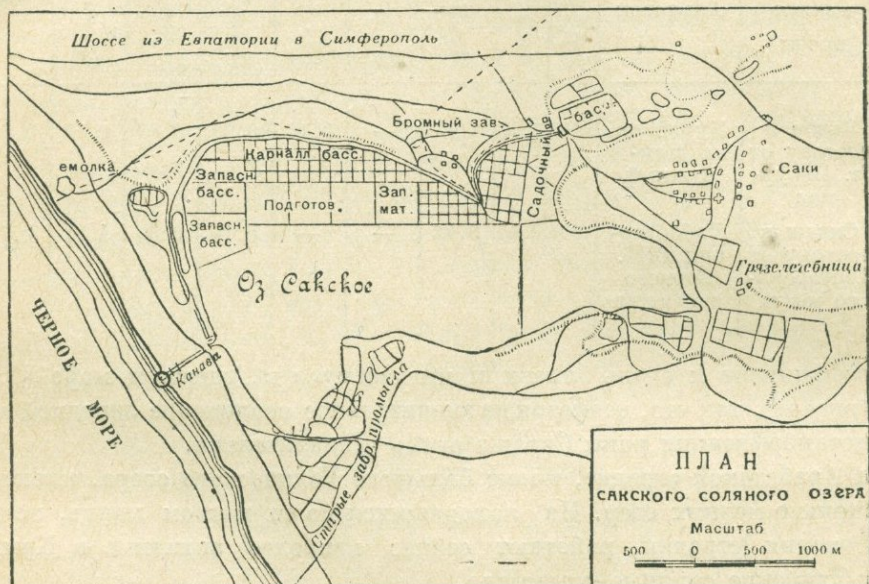 Шоссе из Евпатории в Симферополь
Бромный зав.
басс.
емолка
Карналл басс.
Запасн.
басс.
Подготов.
Зап.
мат.
Садочный
с. Саки
Запасн.
басс.
Грязелечебница
Оз Сакское
ЧЕРНОЕ
МОРЕ
Канава
Старые забр. промысла
ПЛАН
САКСКОГО СОЛЯНОГО ОЗЕРА
Масштаб
500 0 500 1000 м